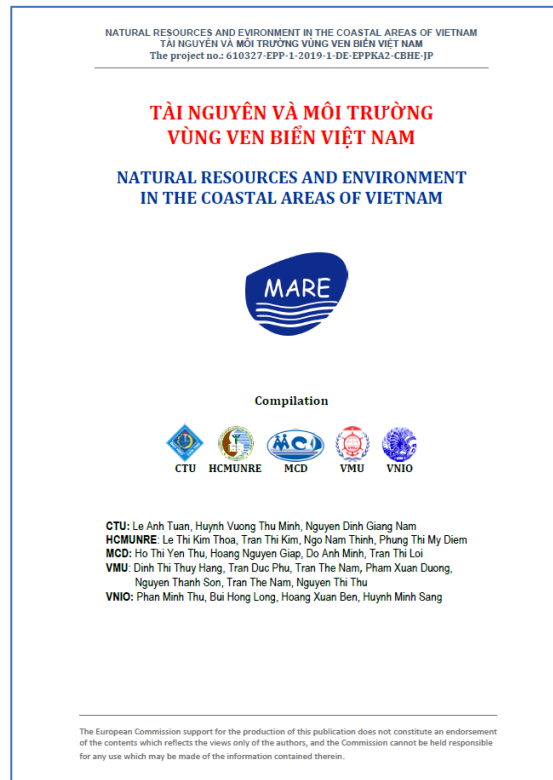 NATURAL RESOURCES AND EVIRONMENT IN THE COASTAL AREAS OF VIETNAM
TÀI NGUYÊN VÀ MÔI TRƯỜNG VÙNG VEN BIỂN VIỆT NAM
The project no.: 610327-EPP-1-2019-1-DE-EPPKA2-CBHE-JP
TÀI NGUYÊN VÀ MÔI TRƯỜNG
VÙNG VEN BIỂN VIỆT NAM
NATURAL RESOURCES AND ENVIRONMENT
IN THE COASTAL AREAS OF VIETNAM
MARE
Compilation
MCD
CTU HCMUNRE MCD VMU VNIO
CTU: Le Anh Tuan, Huynh Vuong Thu Minh, Nguyen Dinh Giang Nam
HCMUNRE: Le Thi Kim Thoa, Tran Thi Kim, Ngo Nam Thinh, Phung Thi My Diem
MCD: Ho Thi Yen Thu, Hoang Nguyen Giap, Do Anh Minh, Tran Thi Loi
VMU: Dinh Thi Thuy Hang, Tran Duc Phu, Tran The Nam, Pham Xuan Duong,
Nguyen Thanh Son, Tran The Nam, Nguyen Thi Thu
VNIO: Phan Minh Thu, Bui Hong Long, Hoang Xuan Ben, Huynh Minh Sang
The European Commission support for the production of this publication does not constitute an endorsement
of the contents which reflects the views only of the authors, and the Commission cannot be held responsible
for any use which may be made of the information contained therein.